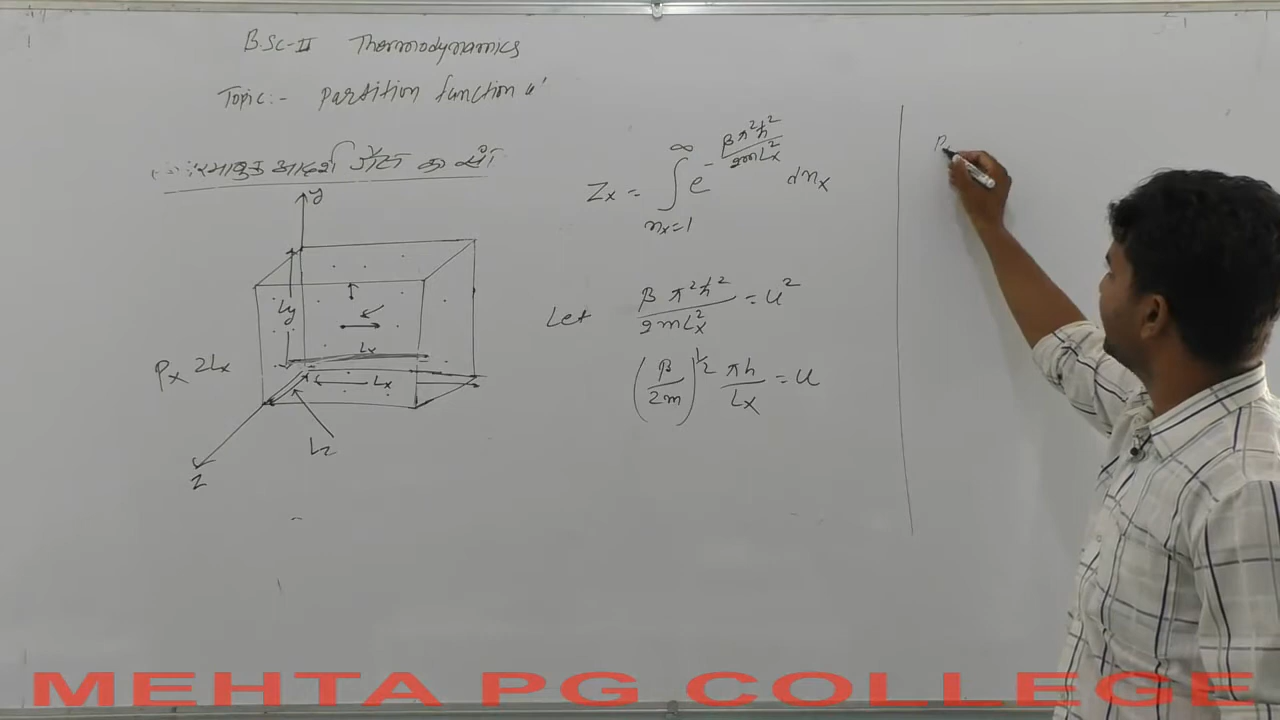 B.Sc-II Thermodynamics
Topic:- Partition function "
आदर्श गैस का
y
Ly
Lx
Px 2Lx
Lx
Lz
Z
Zx = ∫_{nx=1}^{∞} e^{-βπ²ħ²/2mLx²} dnx
Let βπ²ħ²/2mLx² = u²
(β/2m)^{1/2} πħ/Lx = u
P
MEHTA PG COLLEGE